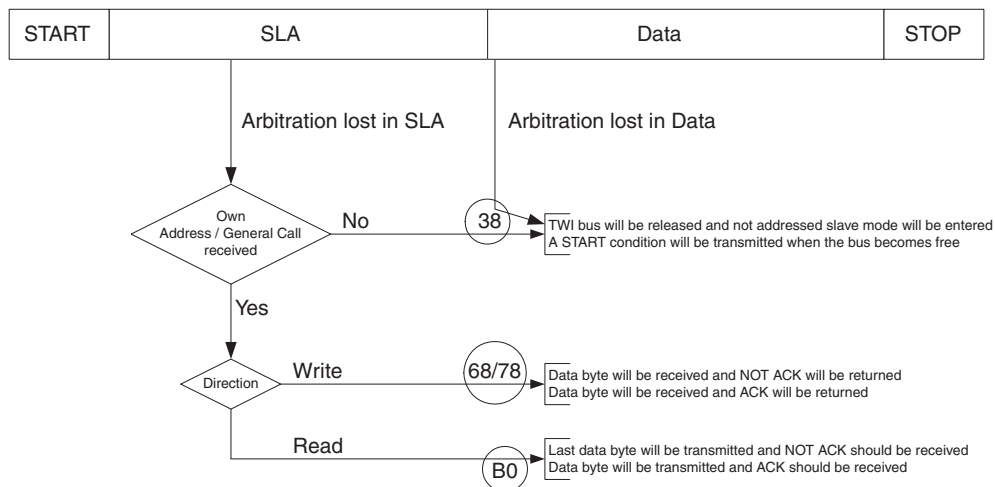 START SLA Data STOP
Arbitration lost in SLA Arbitration lost in Data
Own
Address / General Call
received
No
38
TWI bus will be released and not addressed slave mode will be entered
A START condition will be transmitted when the bus becomes free
Yes
Direction
Write
68/78
Data byte will be received and NOT ACK will be returned
Data byte will be received and ACK will be returned
Read
B0
Last data byte will be transmitted and NOT ACK should be received
Data byte will be transmitted and ACK should be received